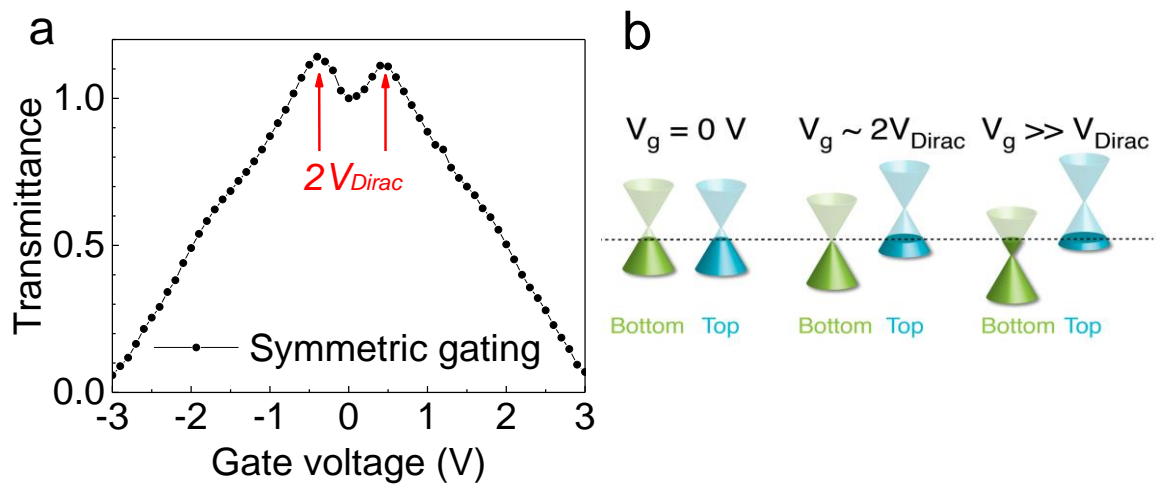 a
Transmittance
1.0
0.5
0.0
2V_Dirac
Symmetric gating
-3 -2 -1 0 1 2 3
Gate voltage (V)
b
V_g = 0 V
V_g ~ 2V_Dirac
V_g >> V_Dirac
Bottom Top
Bottom Top
Bottom Top